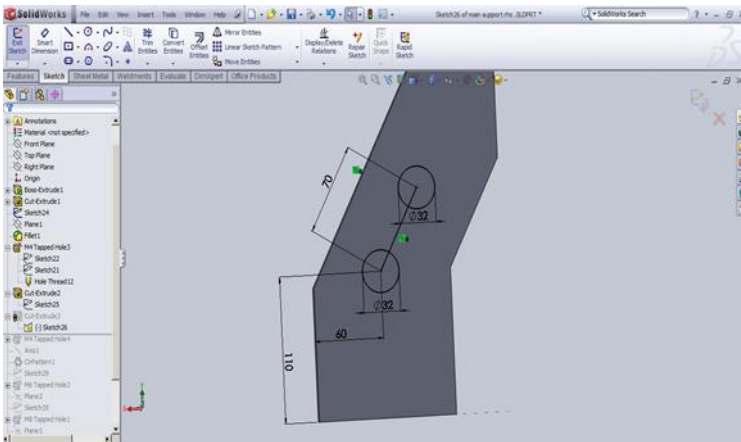 SolidWorks File Edit View Insert Tools Window Help
Sketch26 of main support rhs .SLDPRT *
SolidWorks Search
Exit Sketch
Smart Dimension
Trim Entities
Convert Entities
Offset Entities
Mirror Entities
Linear Sketch Pattern
Move Entities
Display/Delete Relations
Repair Sketch
Quick Snaps
Rapid Sketch
Features Sketch Sheet Metal Weldments Evaluate DimXpert Office Products
Annotations
Material <not specified>
Front Plane
Top Plane
Right Plane
Origin
Boss-Extrude1
Cut-Extrude1
Sketch24
Plane1
Fillet1
M4 Tapped Hole3
Sketch22
Sketch21
Hole Thread12
Cut-Extrude2
Sketch25
Cut-Extrude3
(-) Sketch26
M4 Tapped Hole4
Axis1
CirPattern1
M6 Tapped Hole2
Plane2
M8 Tapped Hole1
Plane3
70
Ø32
Ø32
60
110